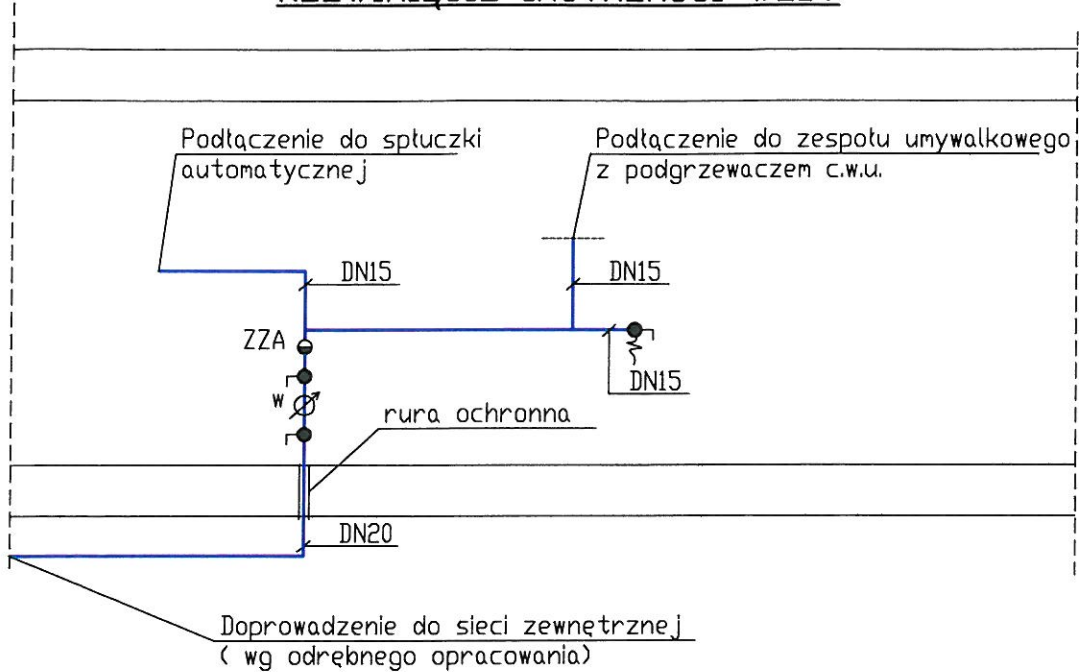 Podłączenie do spłuczki
automatycznej
Podłączenie do zespołu umywalkowego
z podgrzewaczem c.w.u.
DN15
DN15
ZZA
DN15
w
rura ochronna
DN20
Doprowadzenie do sieci zewnętrznej
( wg odrębnego opracowania)